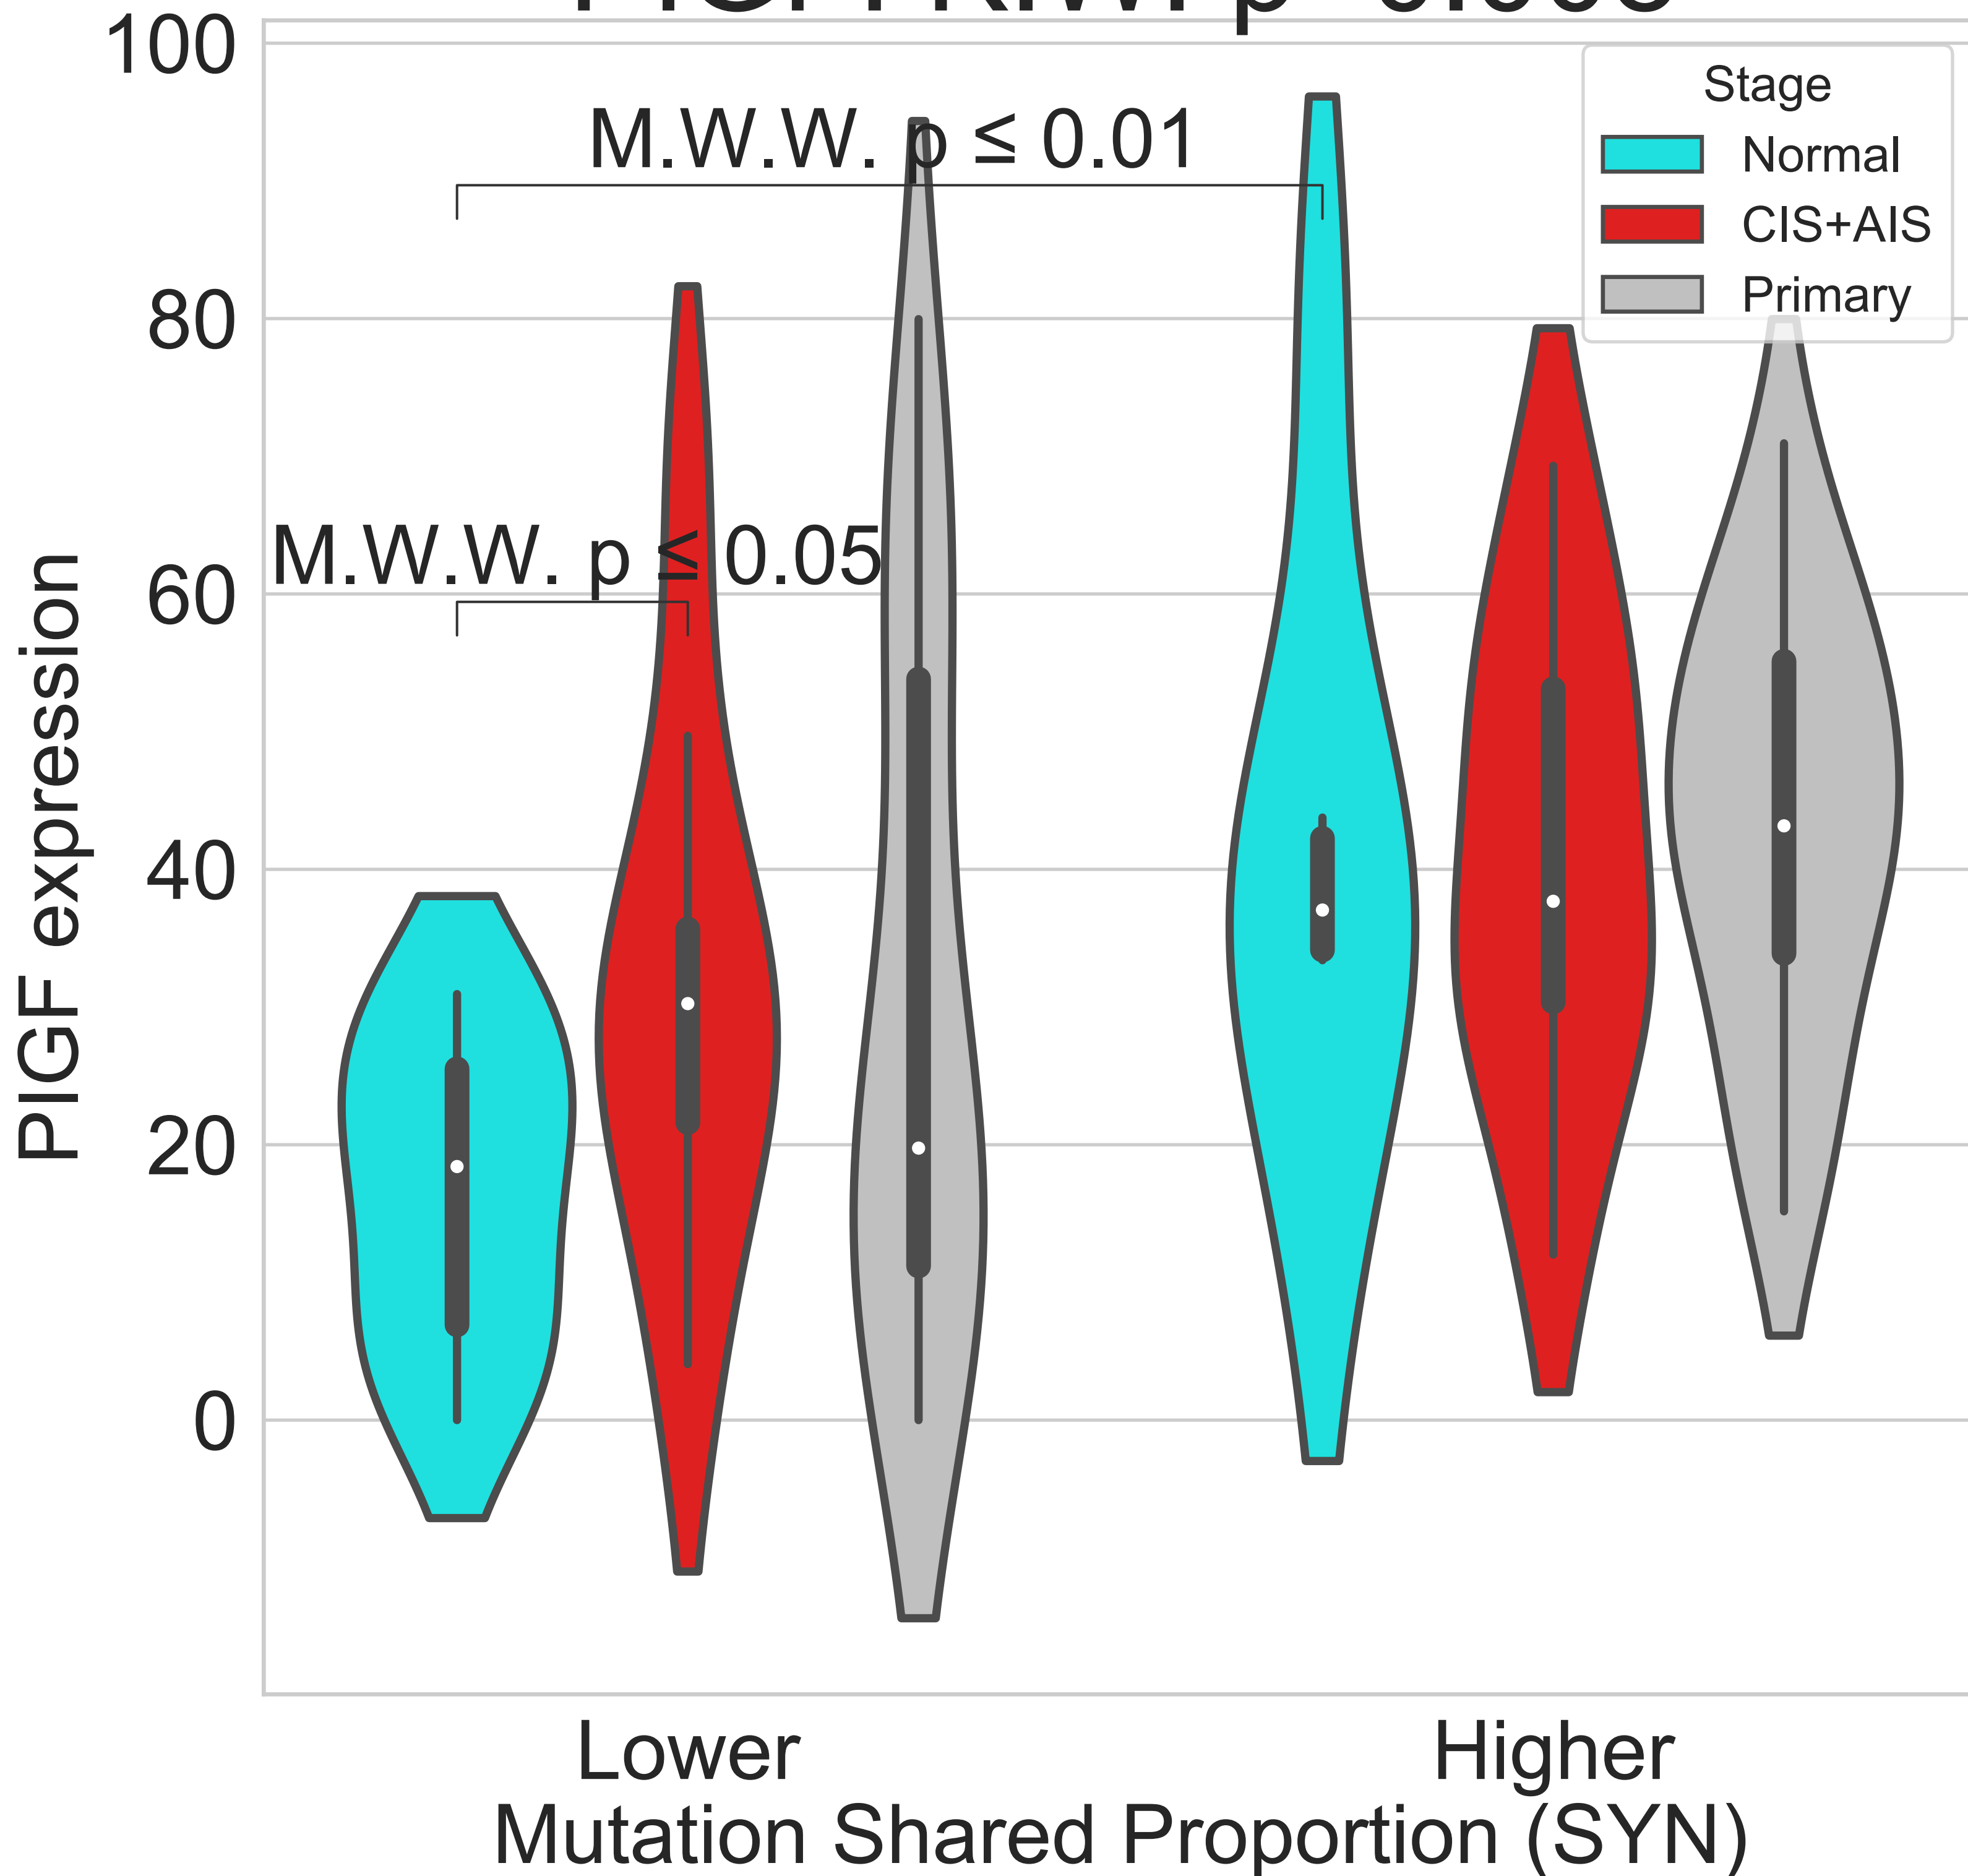 100
80
60
40
20
0
PIGF expression
M.W.W. p ≤ 0.01
M.W.W. p ≤ 0.05
Stage
Normal
CIS+AIS
Primary
Lower
Higher
Mutation Shared Proportion (SYN)